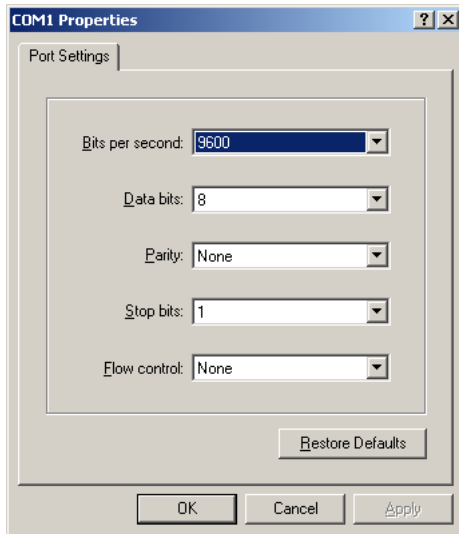 COM1 Properties
Port Settings
Bits per second: 9600
Data bits: 8
Parity: None
Stop bits: 1
Flow control: None
Restore Defaults
OK Cancel Apply